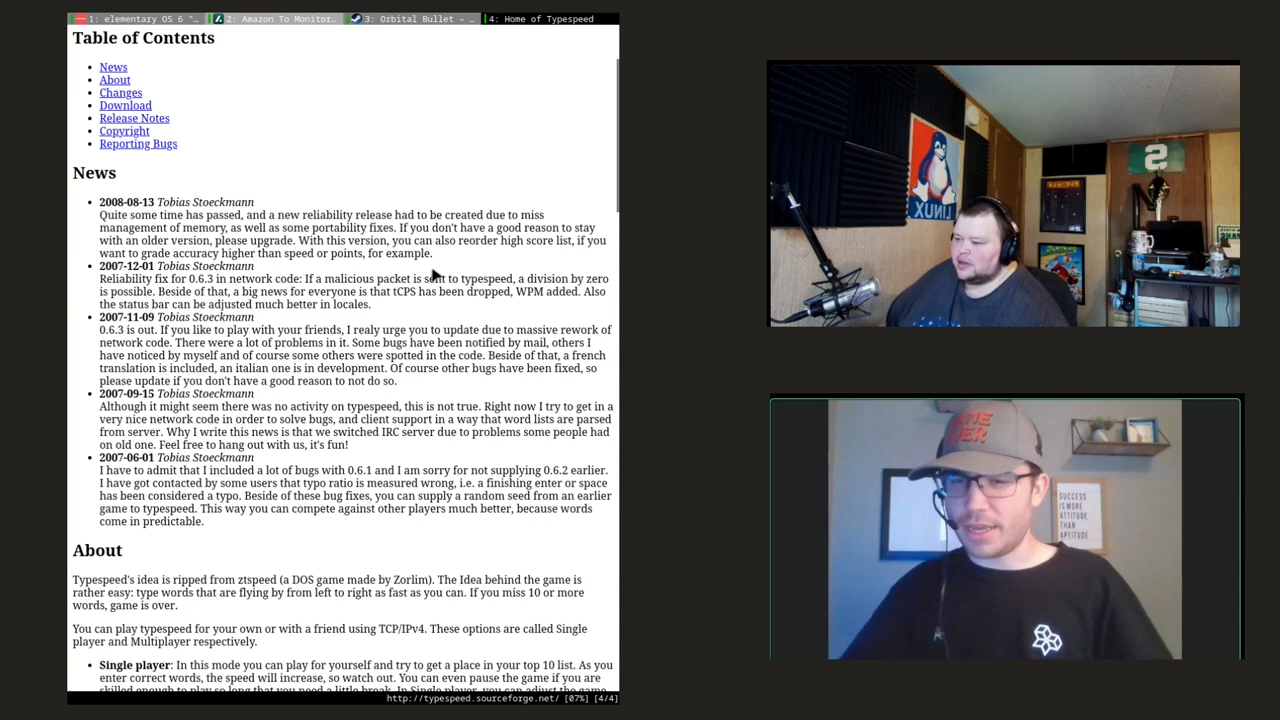 1: elementary OS 6 "…
2: Amazon To Monitor…
3: Orbital Bullet – …
4: Home of Typespeed
Table of Contents
News
About
Changes
Download
Release Notes
Copyright
Reporting Bugs
News
2008-08-13 Tobias Stoeckmann
Quite some time has passed, and a new reliability release had to be created due to miss
management of memory, as well as some portability fixes. If you don't have a good reason to stay
with an older version, please upgrade. With this version, you can also reorder high score list, if you
want to grade accuracy higher than speed or points, for example.
2007-12-01 Tobias Stoeckmann
Reliability fix for 0.6.3 in network code: If a malicious packet is sent to typespeed, a division by zero
is possible. Beside of that, a big news for everyone is that tCPS has been dropped, WPM added. Also
the status bar can be adjusted much better in locales.
2007-11-09 Tobias Stoeckmann
0.6.3 is out. If you like to play with your friends, I realy urge you to update due to massive rework of
network code. There were a lot of problems in it. Some bugs have been notified by mail, others I
have noticed by myself and of course some others were spotted in the code. Beside of that, a french
translation is included, an italian one is in development. Of course other bugs have been fixed, so
please update if you don't have a good reason to not do so.
2007-09-15 Tobias Stoeckmann
Although it might seem there was no activity on typespeed, this is not true. Right now I try to get in a
very nice network code in order to solve bugs, and client support in a way that word lists are parsed
from server. Why I write this news is that we switched IRC server due to problems some people had
on old one. Feel free to hang out with us, it's fun!
2007-06-01 Tobias Stoeckmann
I have to admit that I included a lot of bugs with 0.6.1 and I am sorry for not supplying 0.6.2 earlier.
I have got contacted by some users that typo ratio is measured wrong, i.e. a finishing enter or space
has been considered a typo. Beside of these bug fixes, you can supply a random seed from an earlier
game to typespeed. This way you can compete against other players much better, because words
come in predictable.
About
Typespeed's idea is ripped from ztspeed (a DOS game made by Zorlim). The Idea behind the game is
rather easy: type words that are flying by from left to right as fast as you can. If you miss 10 or more
words, game is over.
You can play typespeed for your own or with a friend using TCP/IPv4. These options are called Single
player and Multiplayer respectively.
Single player: In this mode you can play for yourself and try to get a place in your top 10 list. As you
enter correct words, the speed will increase, so watch out. You can even pause the game if you are
skilled enough to play so long that you need a little break. In Single player, you can adjust the game
http://typespeed.sourceforge.net/ [07%] [4/4]
LINUX
S
SUCCESS
IS MORE
ATTITUDE
THAN
APTITUDE